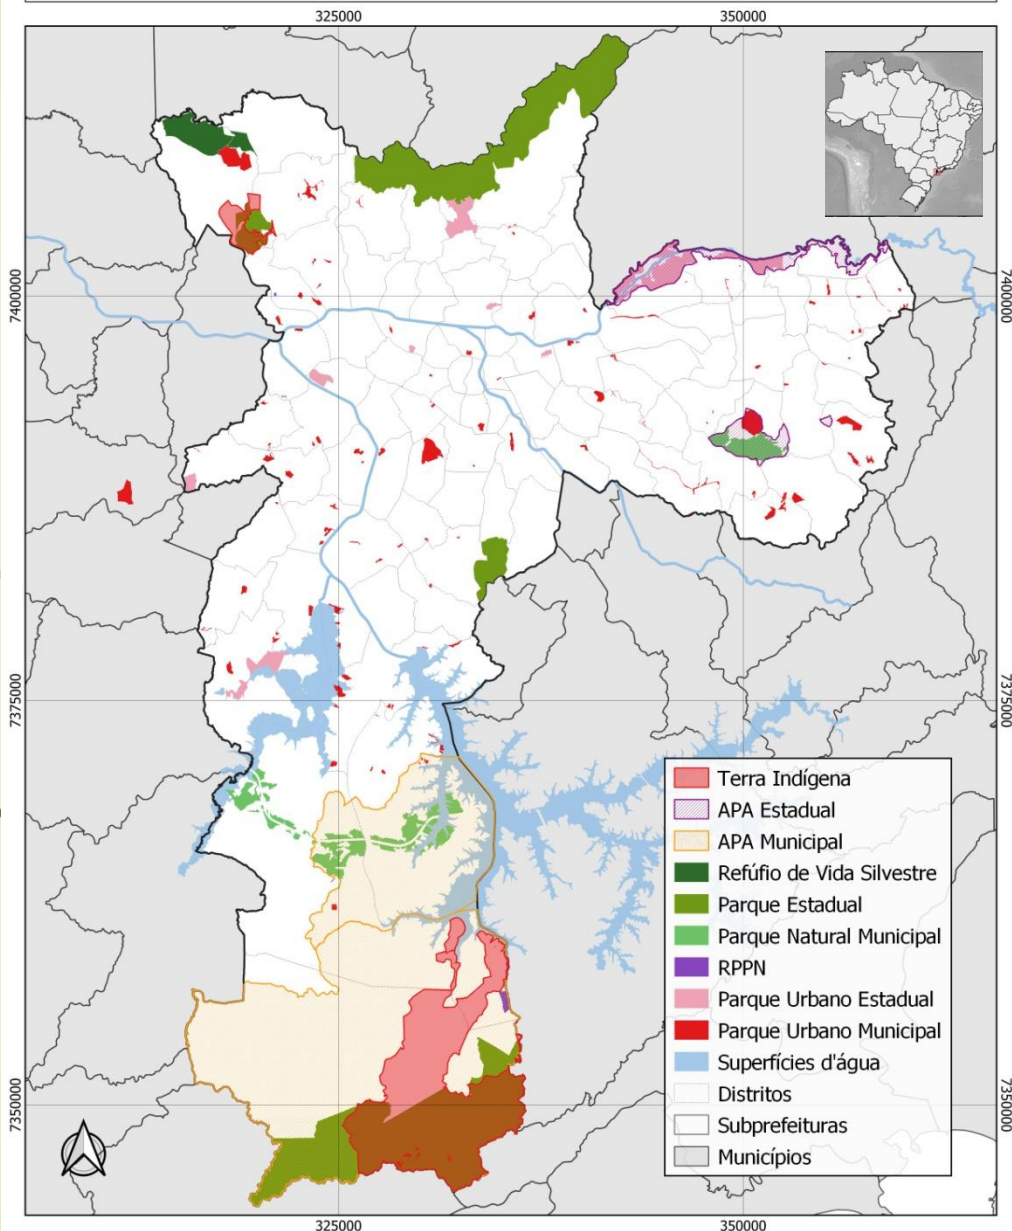 325000
350000
7400000
7400000
7375000
7375000
Terra Indígena
APA Estadual
APA Municipal
Refúfio de Vida Silvestre
Parque Estadual
Parque Natural Municipal
RPPN
Parque Urbano Estadual
Parque Urbano Municipal
Superfícies d'água
Distritos
Subprefeituras
Municípios
7350000
7350000
325000
350000